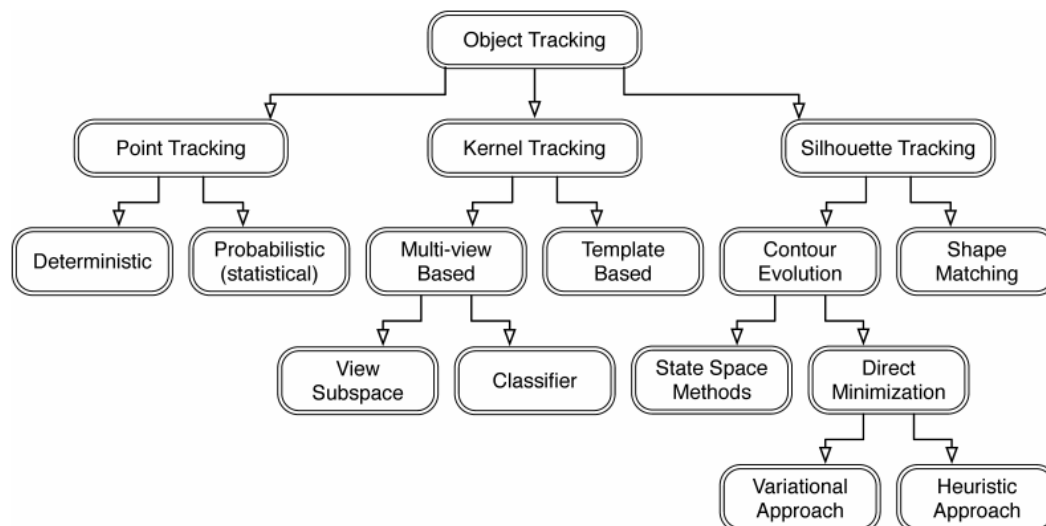 Object Tracking
Point Tracking
Kernel Tracking
Silhouette Tracking
Deterministic
Probabilistic
(statistical)
Multi-view
Based
Template
Based
Contour
Evolution
Shape
Matching
View
Subspace
Classifier
State Space
Methods
Direct
Minimization
Variational
Approach
Heuristic
Approach